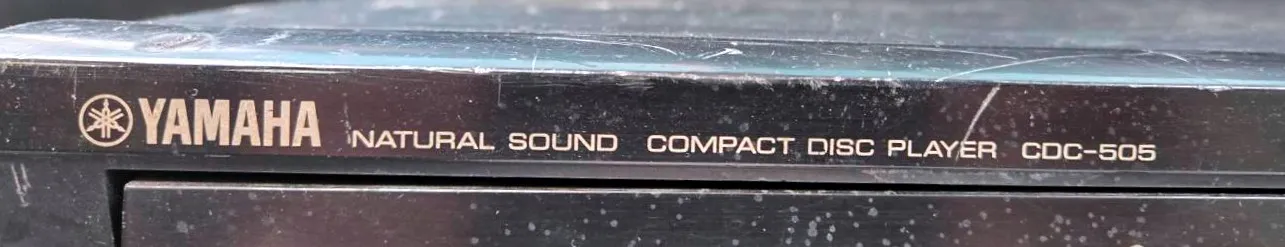 YAMAHA NATURAL SOUND COMPACT DISC PLAYER CDC-505